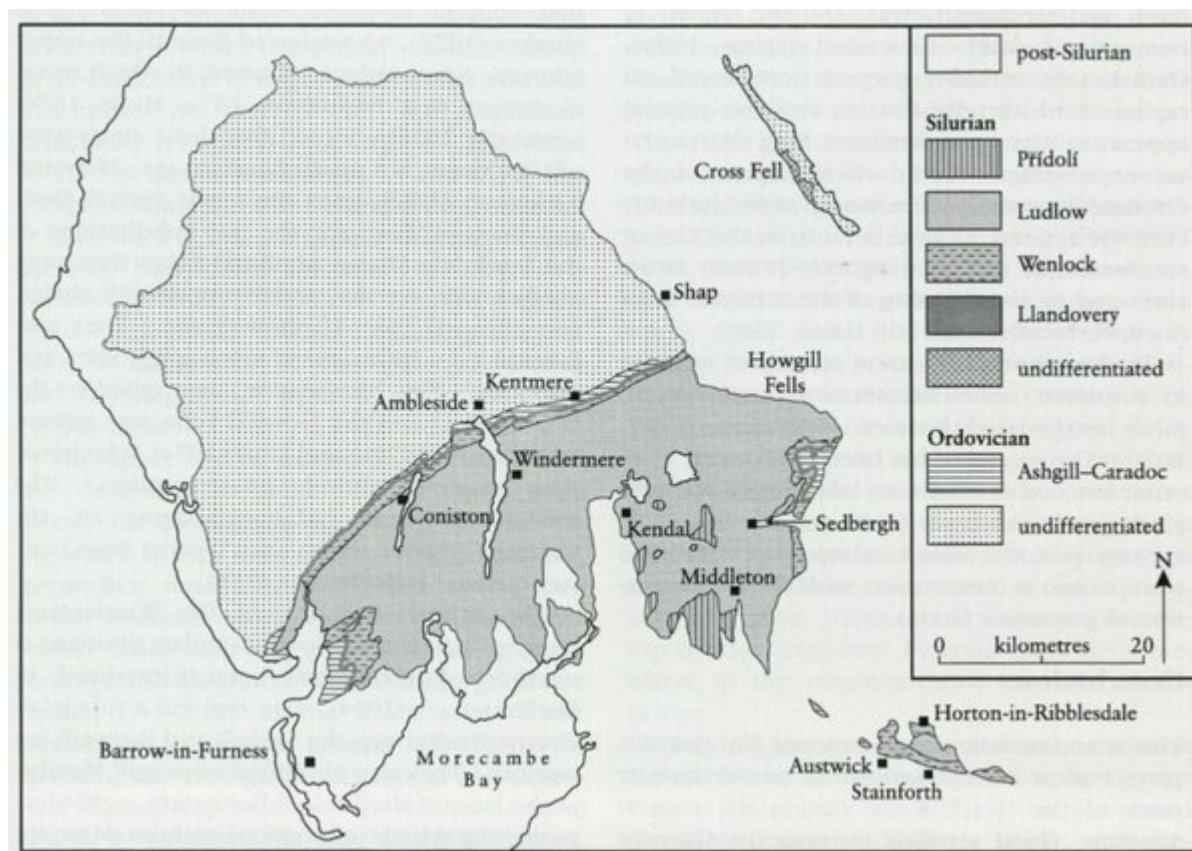 post-Silurian
Silurian
Přídolí
Ludlow
Wenlock
Llandovery
undifferentiated
Ordovician
Ashgill–Caradoc
undifferentiated
N
0 kilometres 20
Cross Fell
Shap
Howgill
Fells
Kentmere
Ambleside
Windermere
Coniston
Kendal
Sedbergh
Middleton
Barrow-in-Furness
Morecambe
Bay
Horton-in-Ribblesdale
Austwick
Stainforth